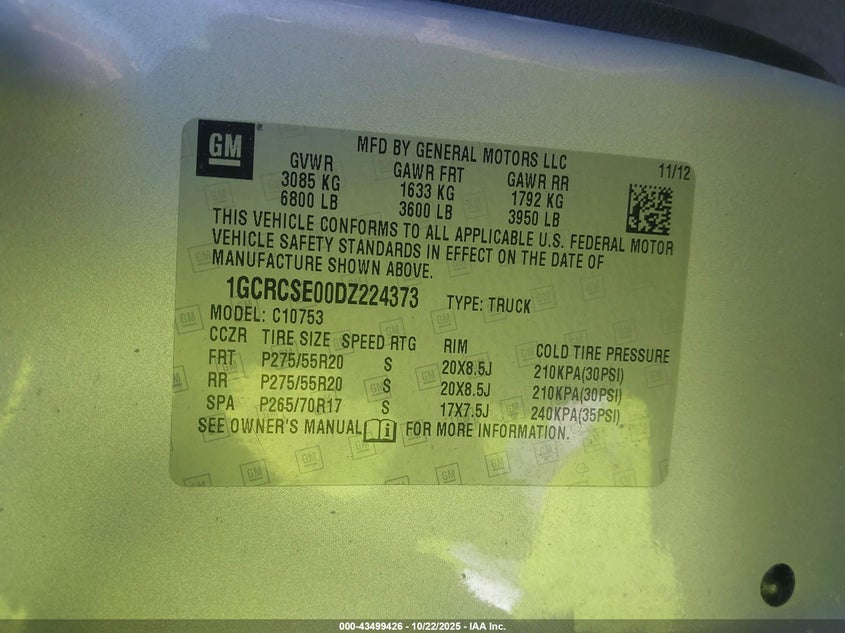 GM
MFD BY GENERAL MOTORS LLC
11/12
GVWR GAWR FRT GAWR RR
3085 KG 1633 KG 1792 KG
6800 LB 3600 LB 3950 LB
THIS VEHICLE CONFORMS TO ALL APPLICABLE U.S. FEDERAL MOTOR
VEHICLE SAFETY STANDARDS IN EFFECT ON THE DATE OF
MANUFACTURE SHOWN ABOVE.
1GCRCSE00DZ224373 TYPE: TRUCK
MODEL: C10753
CCZR TIRE SIZE SPEED RTG RIM COLD TIRE PRESSURE
FRT P275/55R20 S 20X8.5J 210KPA(30PSI)
RR P275/55R20 S 20X8.5J 210KPA(30PSI)
SPA P265/70R17 S 17X7.5J 240KPA(35PSI)
SEE OWNER'S MANUAL i FOR MORE INFORMATION.
000-43499426 - 10/22/2025 - IAA Inc.